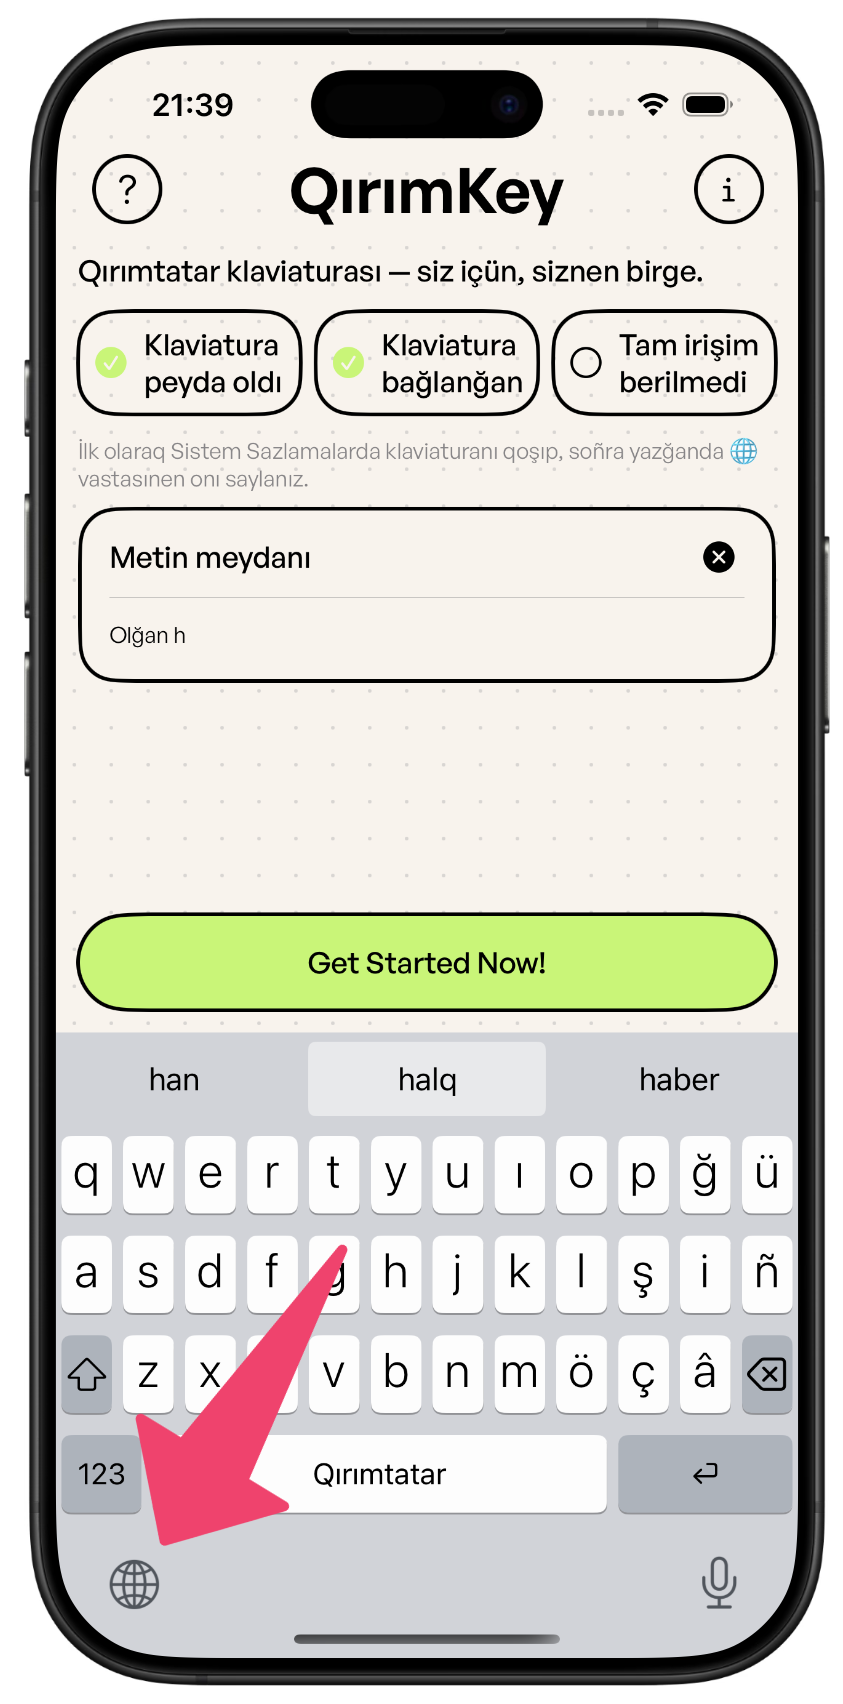 21:39
?
QırımKey
i
Qırımtatar klaviaturası — siz içün, siznen birge.
Klaviatura
peyda oldı
Klaviatura
bağlanğan
Tam irişim
berilmedi
İlk olaraq Sistem Sazlamalarda klaviaturanı qoşıp, soñra yazğanda 🌐
vastasınen onı saylanız.
Metin meydanı
Olğan h
Get Started Now!
han halq haber
q w e r t y u ı o p ğ ü
a s d f g h j k l ş i ñ
z x v b n m ö ç â
123 Qırımtatar